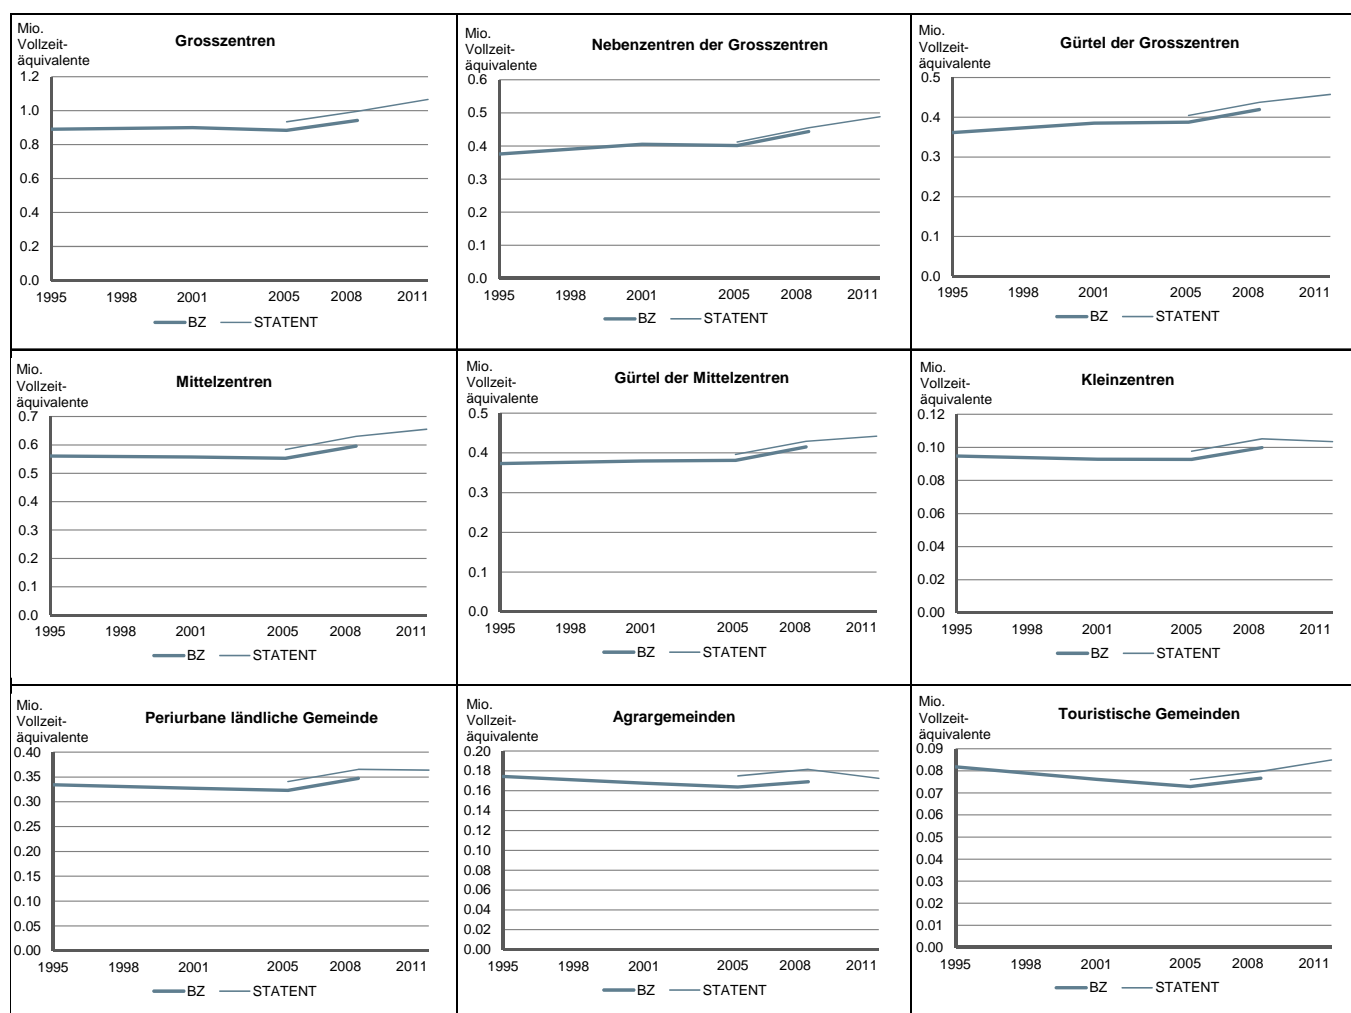 Mio.
Vollzeit-
äquivalente
Grosszentren
1.2
1.0
0.8
0.6
0.4
0.2
0.0
1995 1998 2001 2005 2008 2011
BZ STATENT
Mio.
Vollzeit-
äquivalente
Nebenzentren der Grosszentren
0.6
0.5
0.4
0.3
0.2
0.1
0.0
1995 1998 2001 2005 2008 2011
BZ STATENT
Mio.
Vollzeit-
äquivalente
Gürtel der Grosszentren
0.5
0.4
0.3
0.2
0.1
0.0
1995 1998 2001 2005 2008 2011
BZ STATENT
Mio.
Vollzeit-
äquivalente
Mittelzentren
0.7
0.6
0.5
0.4
0.3
0.2
0.1
0.0
1995 1998 2001 2005 2008 2011
BZ STATENT
Mio.
Vollzeit-
äquivalente
Gürtel der Mittelzentren
0.5
0.4
0.3
0.2
0.1
0.0
1995 1998 2001 2005 2008 2011
BZ STATENT
Mio.
Vollzeit-
äquivalente
Kleinzentren
0.12
0.10
0.08
0.06
0.04
0.02
0.00
1995 1998 2001 2005 2008 2011
BZ STATENT
Mio.
Vollzeit-
äquivalente
Periurbane ländliche Gemeinde
0.40
0.35
0.30
0.25
0.20
0.15
0.10
0.05
0.00
1995 1998 2001 2005 2008 2011
BZ STATENT
Mio.
Vollzeit-
äquivalente
Agrargemeinden
0.20
0.18
0.16
0.14
0.12
0.10
0.08
0.06
0.04
0.02
0.00
1995 1998 2001 2005 2008 2011
BZ STATENT
Mio.
Vollzeit-
äquivalente
Touristische Gemeinden
0.09
0.08
0.07
0.06
0.05
0.04
0.03
0.02
0.01
0.00
1995 1998 2001 2005 2008 2011
BZ STATENT